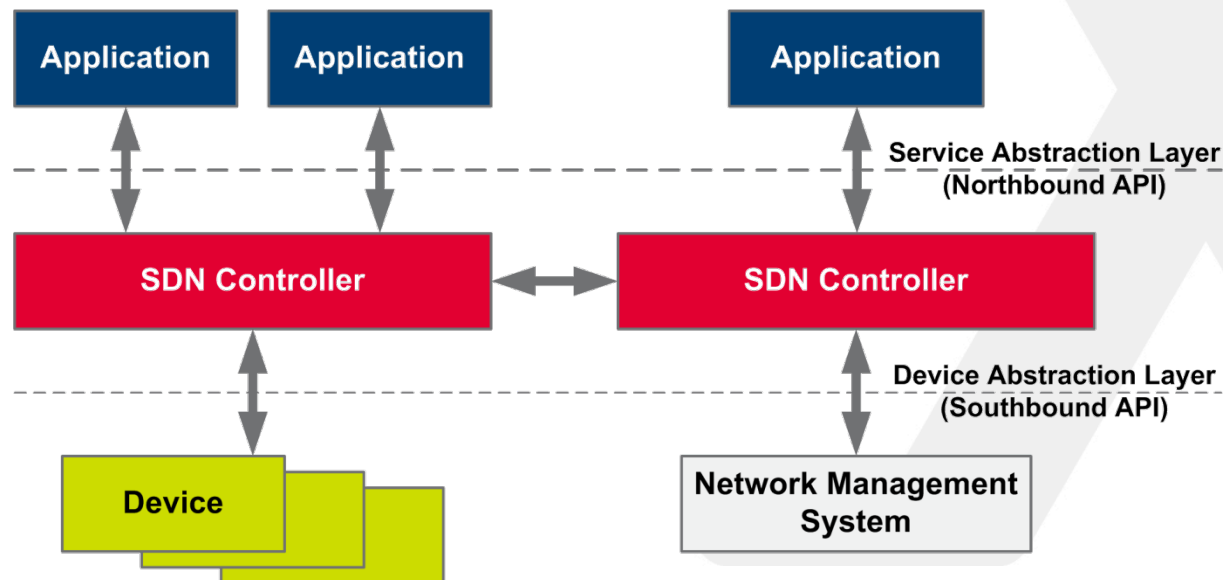 Application
Application
Application
Service Abstraction Layer
(Northbound API)
SDN Controller
SDN Controller
Device Abstraction Layer
(Southbound API)
Device
Network Management
System